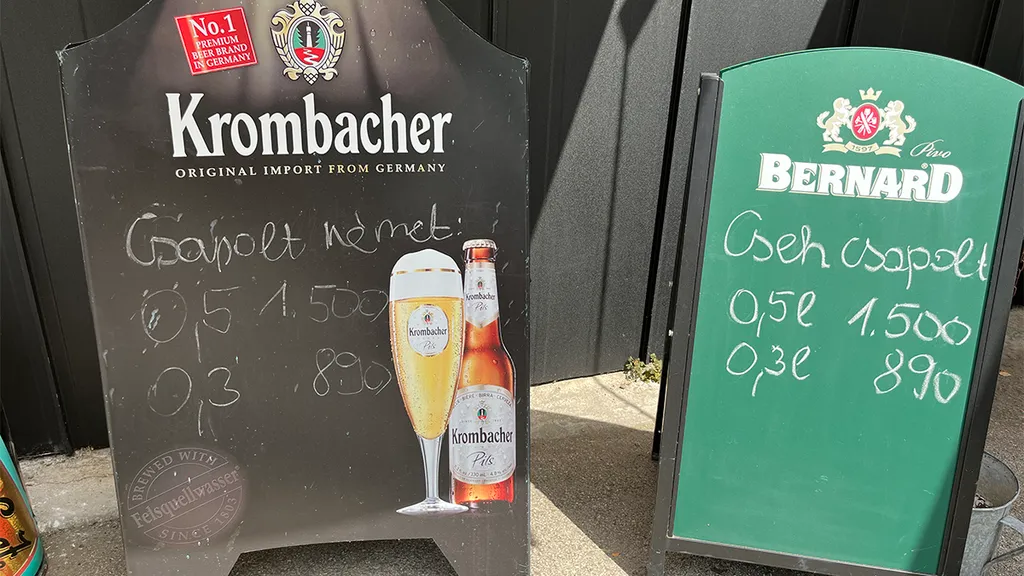 No.1
PREMIUM
BEER BRAND
IN GERMANY
Krombacher
ORIGINAL IMPORT FROM GERMANY
Csapolt német:
0,5 1.500
0,3 890
Krombacher
Pils
Krombacher
Pils
Krombacher
Pils
BREWED WITH
Felsquellwasser
SINCE
1597
Pivo
BERNARD
Cseh csapolt
0,5l 1.500
0,3l 890